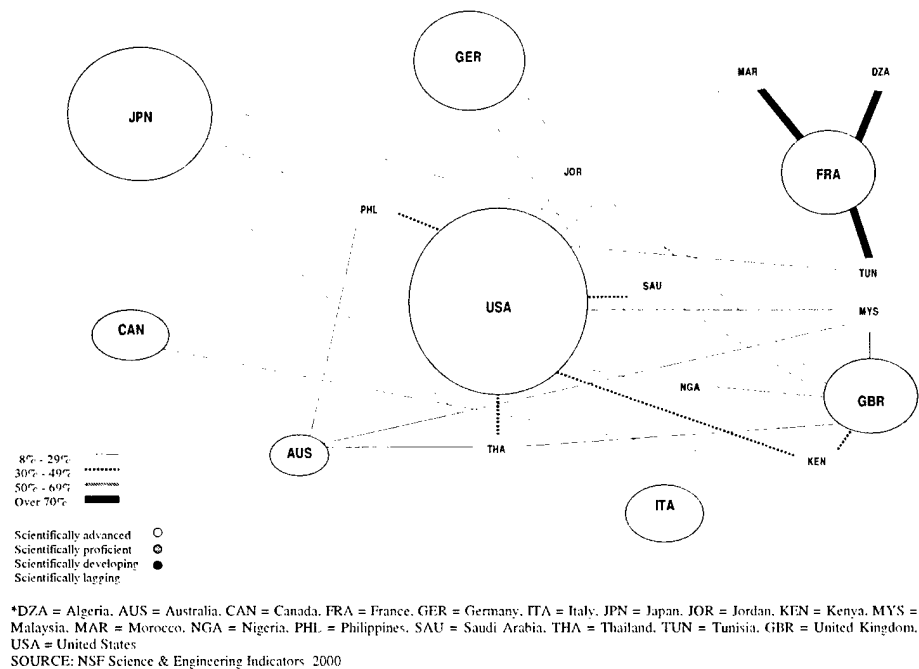 GER
MAR
DZA
JPN
FRA
JOR
PHL
TUN
SAU
USA
MYS
CAN
NGA
GBR
AUS
THA
KEN
8% - 29%
30% - 49%
50% - 69%
Over 70%
ITA
Scientifically advanced
Scientifically proficient
Scientifically developing
Scientifically lagging
*DZA = Algeria. AUS = Australia. CAN = Canada. FRA = France. GER = Germany. ITA = Italy. JPN = Japan. JOR = Jordan. KEN = Kenya. MYS =
Malaysia. MAR = Morocco. NGA = Nigeria. PHL = Philippines. SAU = Saudi Arabia. THA = Thailand. TUN = Tunisia. GBR = United Kingdom.
USA = United States
SOURCE: NSF Science & Engineering Indicators 2000